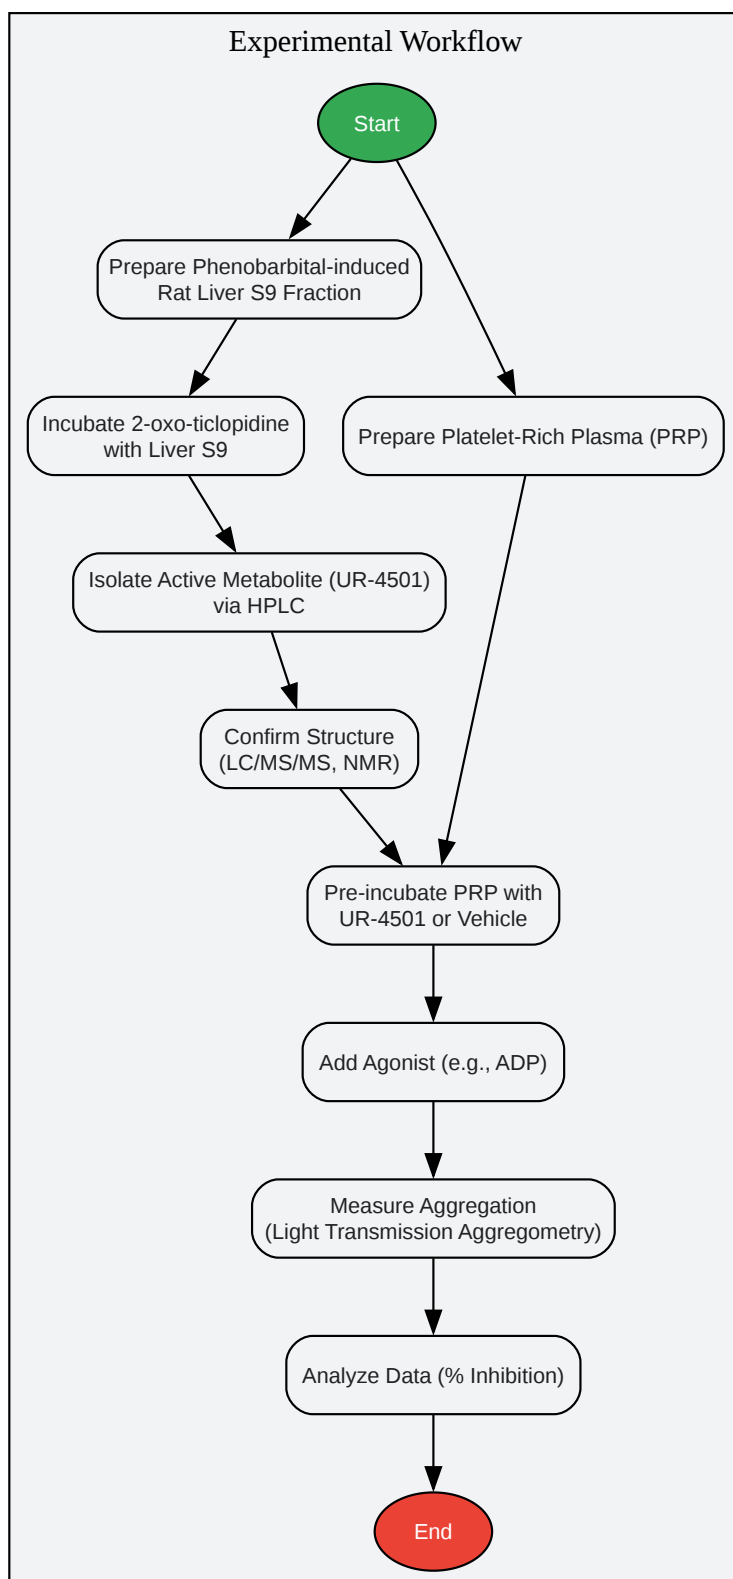 Experimental Workflow
Start
Prepare Phenobarbital-induced
Rat Liver S9 Fraction
Incubate 2-oxo-ticlopidine
with Liver S9
Prepare Platelet-Rich Plasma (PRP)
Isolate Active Metabolite (UR-4501)
via HPLC
Confirm Structure
(LC/MS/MS, NMR)
Pre-incubate PRP with
UR-4501 or Vehicle
Add Agonist (e.g., ADP)
Measure Aggregation
(Light Transmission Aggregometry)
Analyze Data (% Inhibition)
End